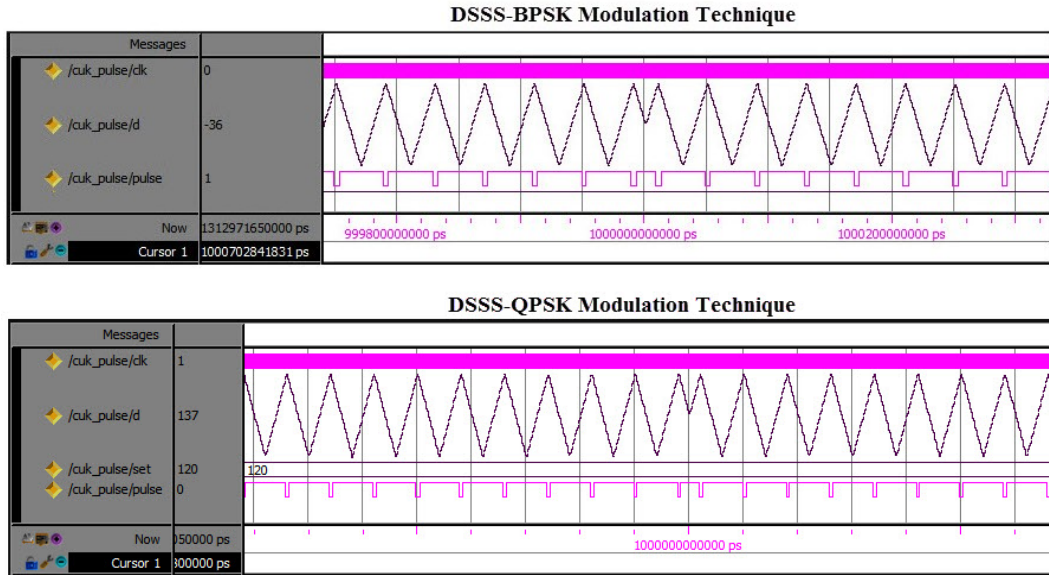 DSSS-BPSK Modulation Technique
Messages
/cuk_pulse/clk 0
/cuk_pulse/d -36
/cuk_pulse/pulse 1
Now 1312971650000 ps
999800000000 ps 1000000000000 ps 1000200000000 ps
Cursor 1 1000702841831 ps
DSSS-QPSK Modulation Technique
Messages
/cuk_pulse/clk 1
/cuk_pulse/d 137
/cuk_pulse/set 120 120
/cuk_pulse/pulse 0
Now 050000 ps
1000000000000 ps
Cursor 1 300000 ps